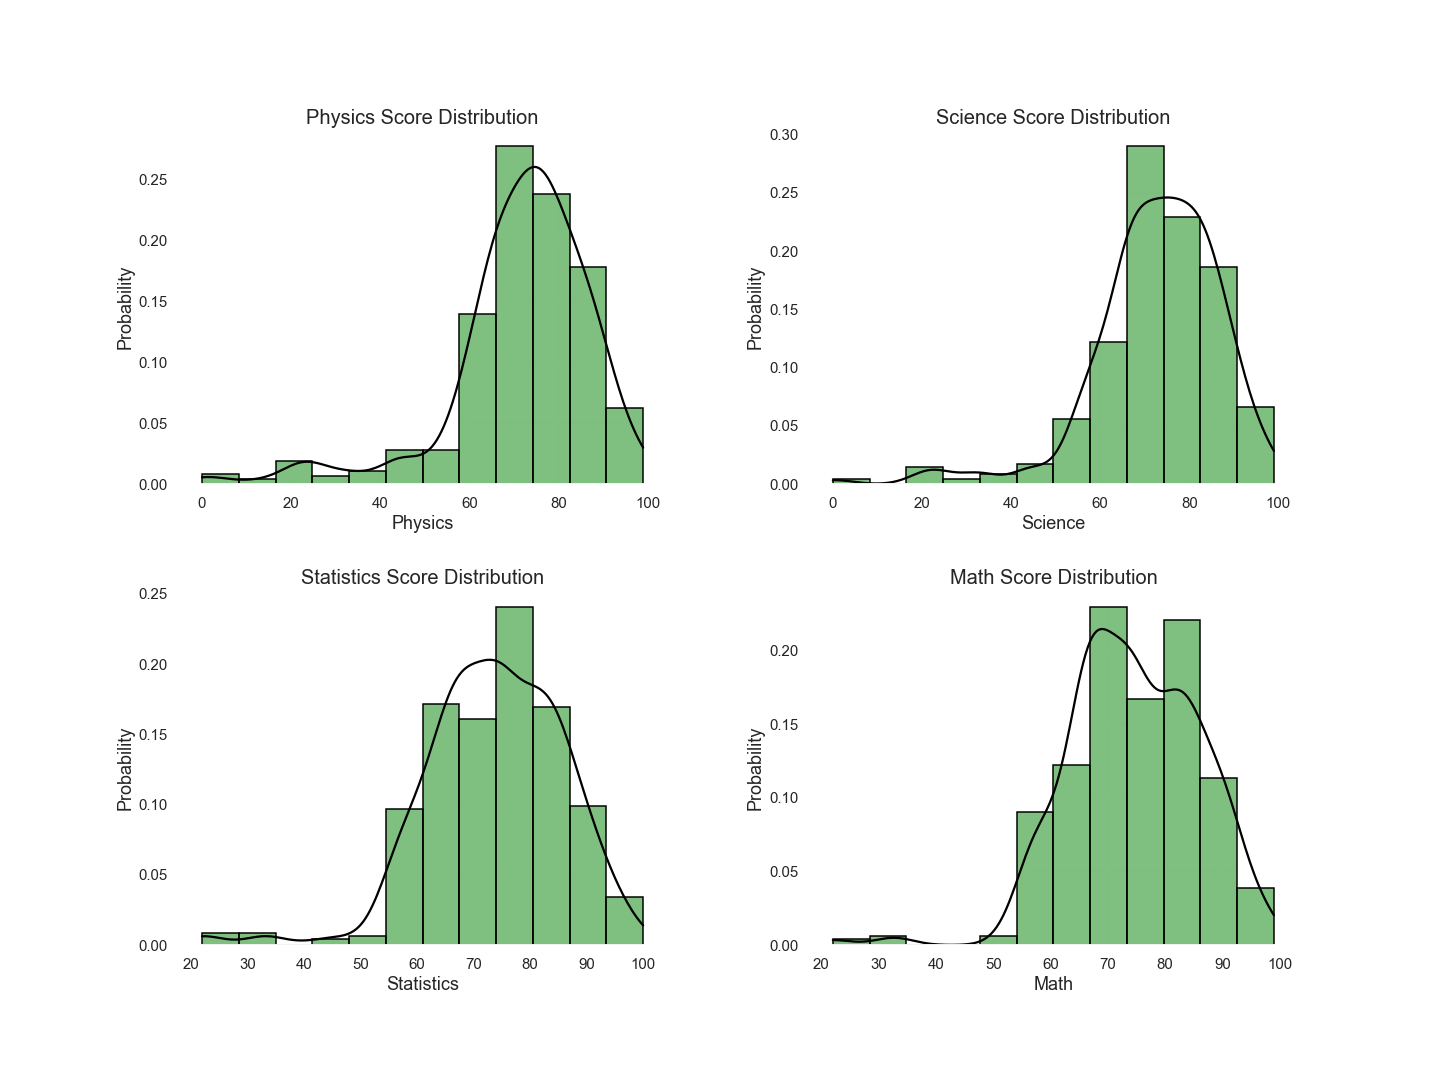 Physics Score Distribution
0.25
0.20
0.15
0.10
0.05
0.00
Probability
0 20 40 60 80 100
Physics
Science Score Distribution
0.30
0.25
0.20
0.15
0.10
0.05
0.00
Probability
0 20 40 60 80 100
Science
Statistics Score Distribution
0.25
0.20
0.15
0.10
0.05
0.00
Probability
20 30 40 50 60 70 80 90 100
Statistics
Math Score Distribution
0.20
0.15
0.10
0.05
0.00
Probability
20 30 40 50 60 70 80 90 100
Math